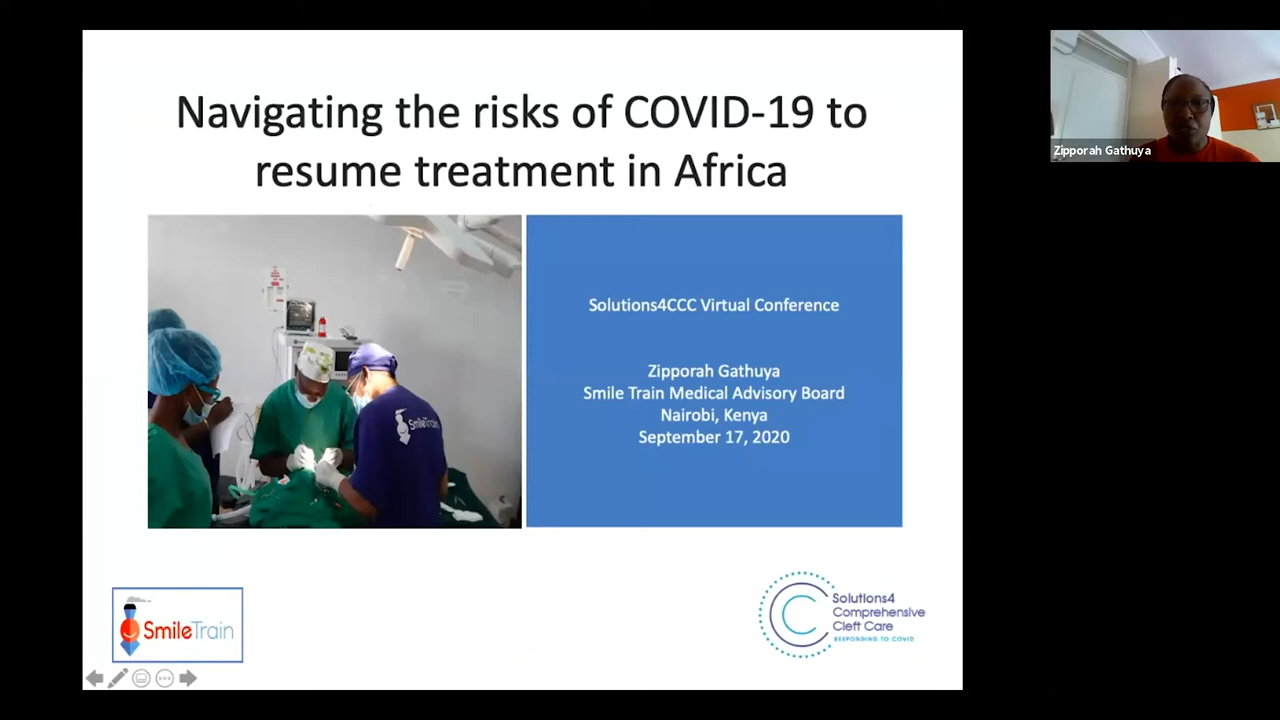 Navigating the risks of COVID-19 to
resume treatment in Africa
Zipporah Gathuya
SmileTrain
Solutions4CCC Virtual Conference
Zipporah Gathuya
Smile Train Medical Advisory Board
Nairobi, Kenya
September 17, 2020
SmileTrain
Solutions4
Comprehensive
Cleft Care
RESPONDING TO COVID